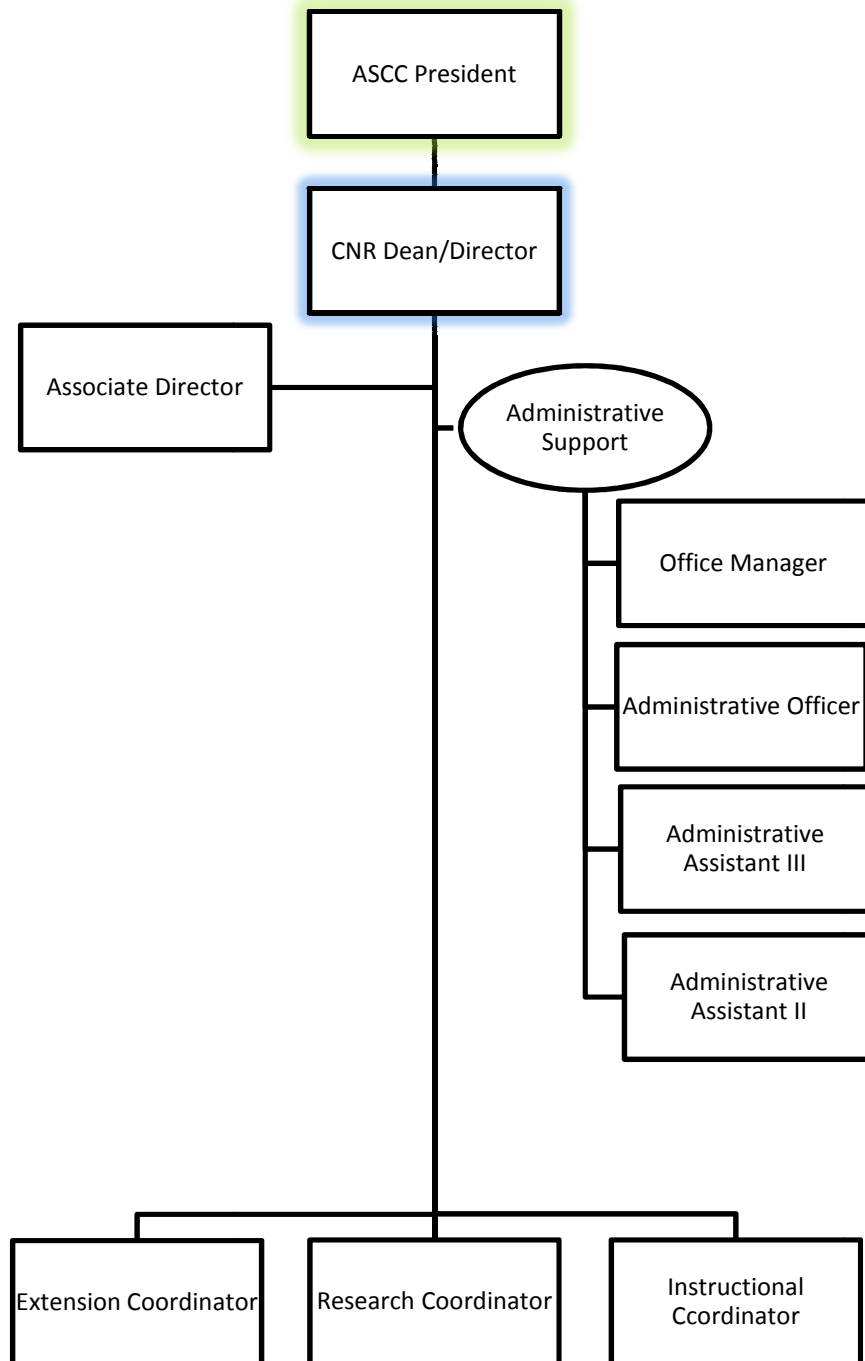 ASCC President
CNR Dean/Director
Associate Director
Administrative
Support
Office Manager
Administrative Officer
Administrative
Assistant III
Administrative
Assistant II
Extension Coordinator
Research Coordinator
Instructional
Ccordinator